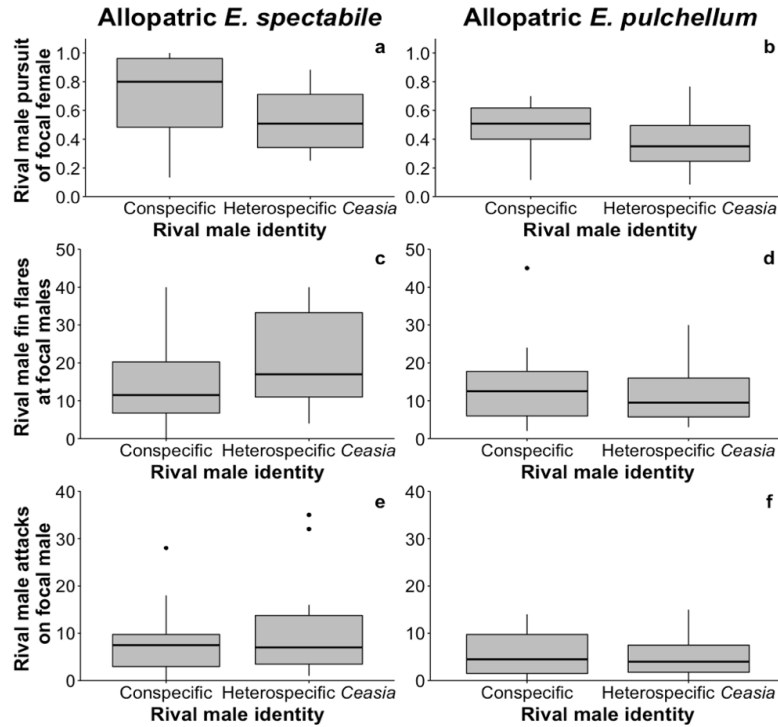 Allopatric E. spectabile
Allopatric E. pulchellum
Rival male pursuit
of focal female
a
1.0
0.8
0.6
0.4
0.2
0.0
Conspecific Heterospecific Ceasia
Rival male identity
b
1.0
0.8
0.6
0.4
0.2
0.0
Conspecific Heterospecific Ceasia
Rival male identity
Rival male fin flares
at focal males
c
50
40
30
20
10
0
Conspecific Heterospecific Ceasia
Rival male identity
d
50
40
30
20
10
0
Conspecific Heterospecific Ceasia
Rival male identity
Rival male attacks
on focal male
e
40
30
20
10
0
Conspecific Heterospecific Ceasia
Rival male identity
f
40
30
20
10
0
Conspecific Heterospecific Ceasia
Rival male identity